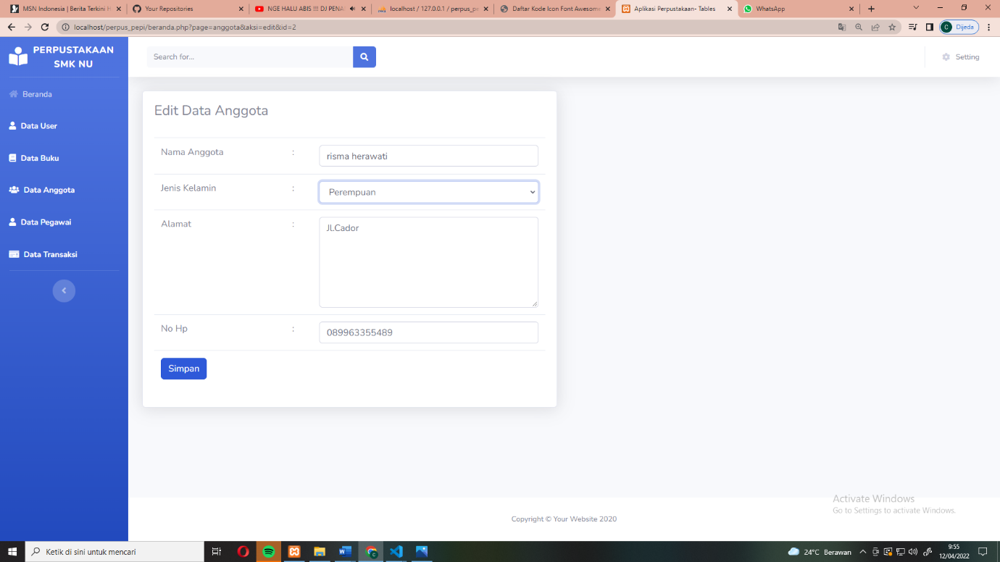 MSN Indonesia | Berita Terkini H
Your Repositories
NGE HALU ABIS !!! DJ PENA
localhost / 127.0.0.1 / perpus_pe
Daftar Kode Icon Font Awesome
Aplikasi Perpustakaan- Tables
WhatsApp
localhost/perpus_pepi/beranda.php?page=anggota&aksi=edit&id=2
C
Dijeda
PERPUSTAKAAN
SMK NU
Search for...
Setting
Beranda
Data User
Data Buku
Data Anggota
Data Pegawai
Data Transaksi
Edit Data Anggota
Nama Anggota : risma herawati
Jenis Kelamin : Perempuan
Alamat : Jl.Cador
No Hp : 089963355489
Simpan
Activate Windows
Go to Settings to activate Windows.
Copyright © Your Website 2020
Ketik di sini untuk mencari
24°C Berawan
9:55
12/04/2022